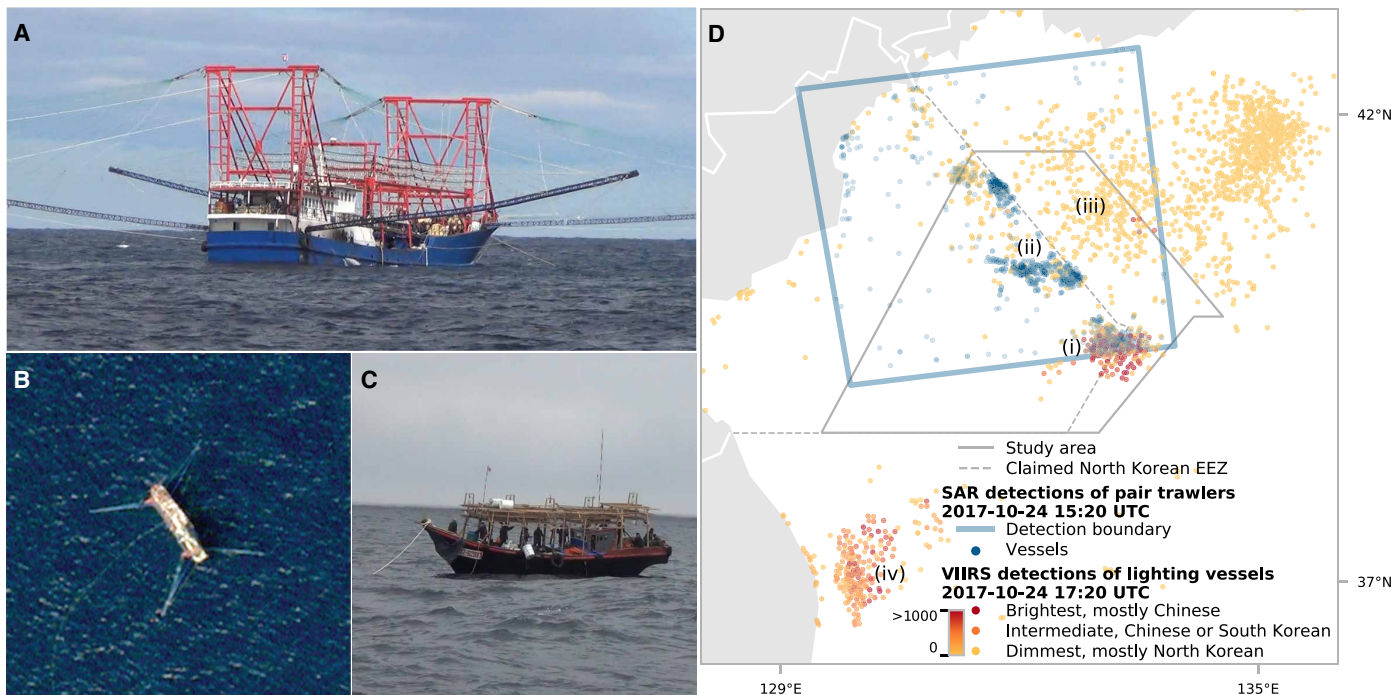 A
B
C
D
42°N
(iii)
(ii)
(i)
Study area
Claimed North Korean EEZ
SAR detections of pair trawlers
2017-10-24 15:20 UTC
Detection boundary
Vessels
(iv)
VIIRS detections of lighting vessels
2017-10-24 17:20 UTC
37°N
>1000
0
Brightest, mostly Chinese
Intermediate, Chinese or South Korean
Dimmest, mostly North Korean
129°E
135°E